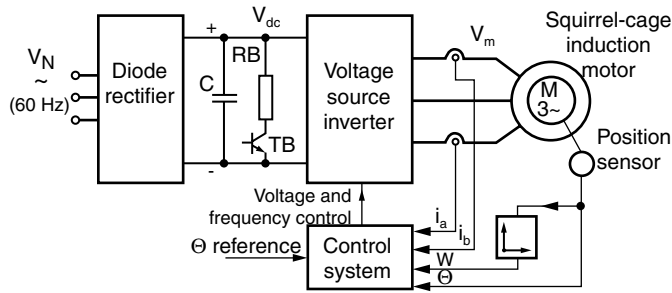 V_N
~
(60 Hz)
Diode
rectifier
+
-
V_dc
RB
C
TB
Voltage
source
inverter
V_m
Squirrel-cage
induction
motor
M
3~
Position
sensor
Voltage and
frequency control
Θ reference
Control
system
i_a
i_b
W
Θ